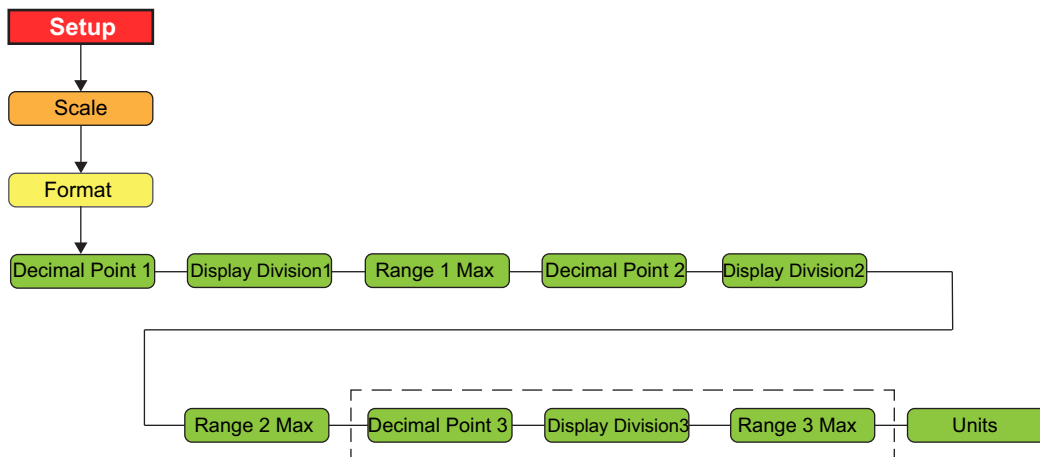 Setup
Scale
Format
Decimal Point 1
Display Division1
Range 1 Max
Decimal Point 2
Display Division2
Range 2 Max
Decimal Point 3
Display Division3
Range 3 Max
Units